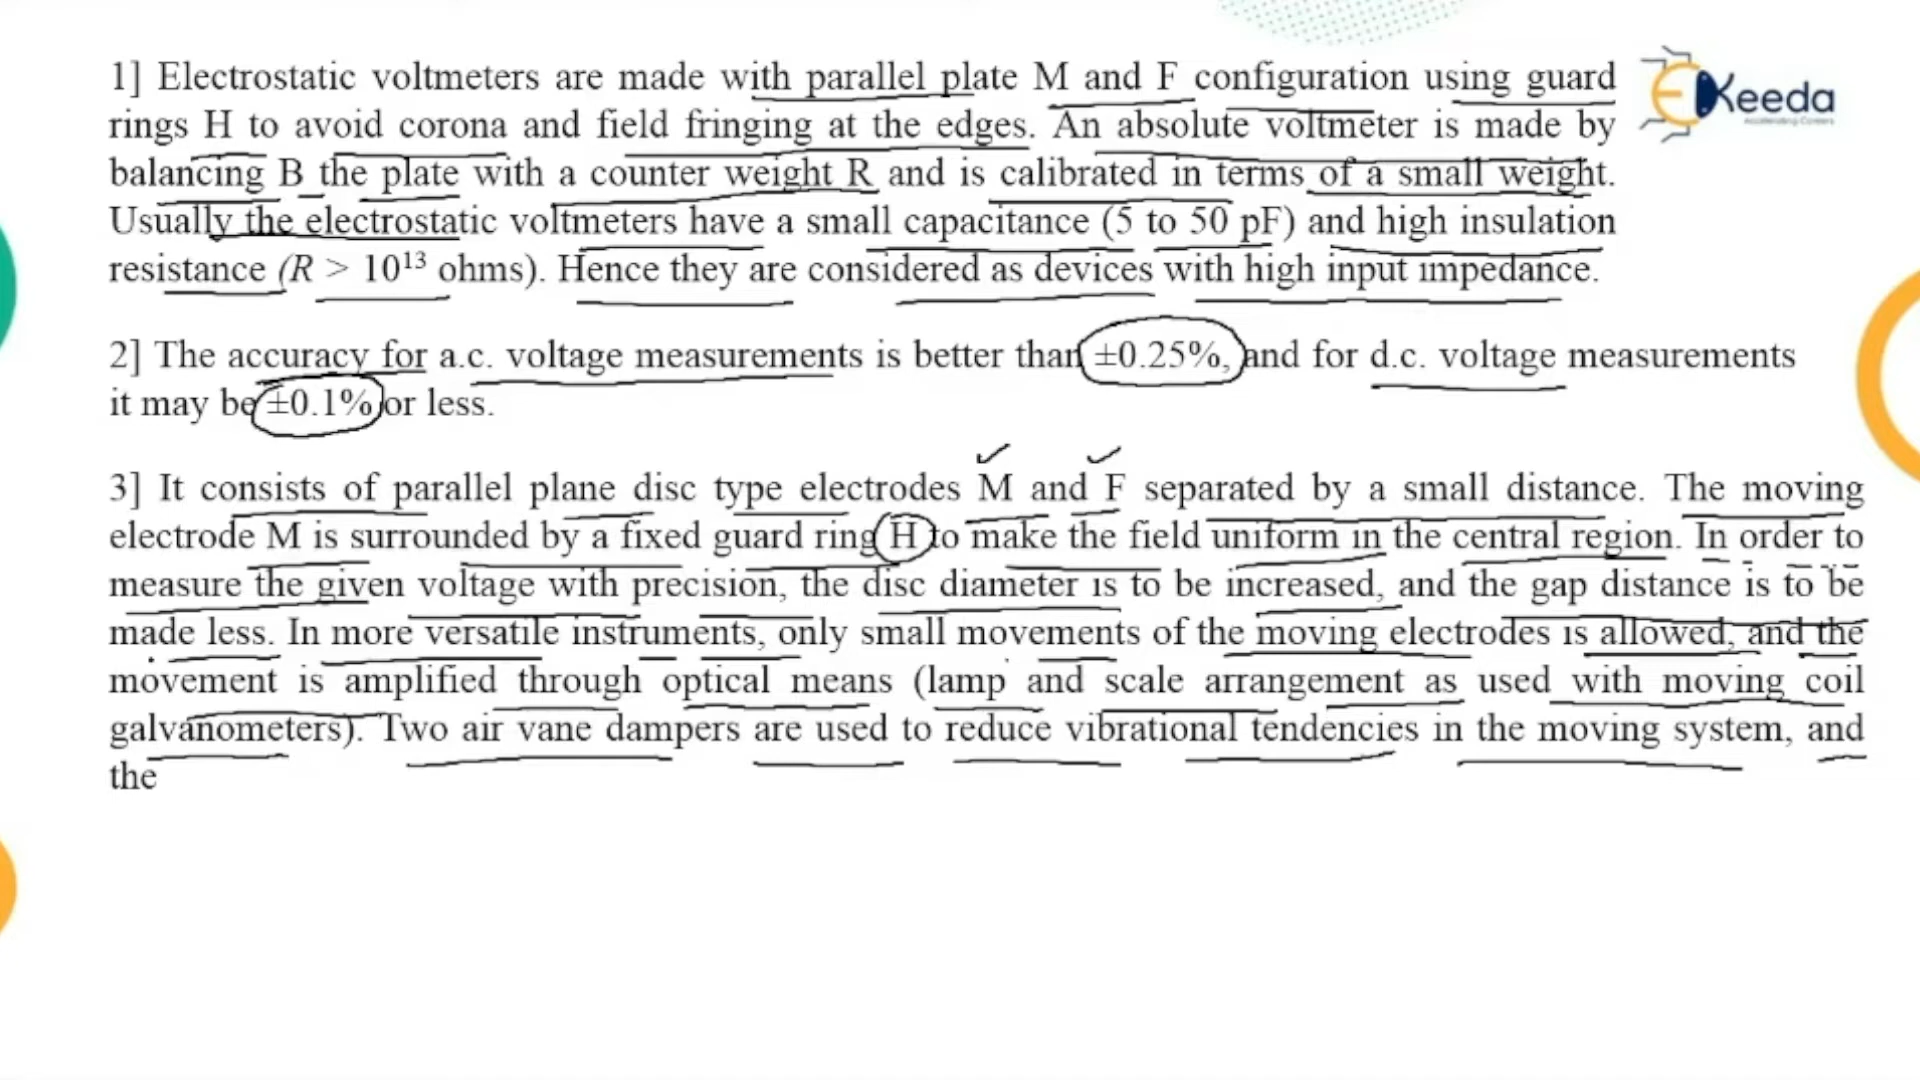 1] Electrostatic voltmeters are made with parallel plate M and F configuration using guard
rings H to avoid corona and field fringing at the edges. An absolute voltmeter is made by
balancing B the plate with a counter weight R and is calibrated in terms of a small weight.
Usually the electrostatic voltmeters have a small capacitance (5 to 50 pF) and high insulation
resistance (R > 10¹³ ohms). Hence they are considered as devices with high input impedance.
EKeeda
Accelerating Careers
2] The accuracy for a.c. voltage measurements is better than ±0.25%, and for d.c. voltage measurements
it may be ±0.1% or less.
3] It consists of parallel plane disc type electrodes M and F separated by a small distance. The moving
electrode M is surrounded by a fixed guard ring H to make the field uniform in the central region. In order to
measure the given voltage with precision, the disc diameter is to be increased, and the gap distance is to be
made less. In more versatile instruments, only small movements of the moving electrodes is allowed, and the
movement is amplified through optical means (lamp and scale arrangement as used with moving coil
galvanometers). Two air vane dampers are used to reduce vibrational tendencies in the moving system, and
the